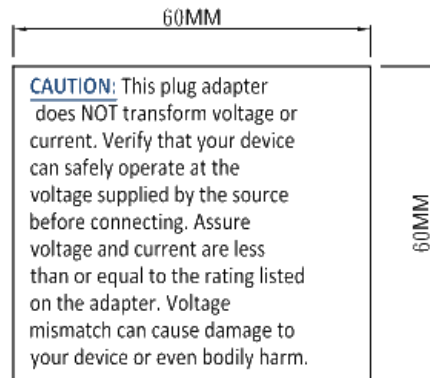 60MM
CAUTION: This plug adapter
does NOT transform voltage or
current. Verify that your device
can safely operate at the
voltage supplied by the source
before connecting. Assure
voltage and current are less
than or equal to the rating listed
on the adapter. Voltage
mismatch can cause damage to
your device or even bodily harm.
60MM